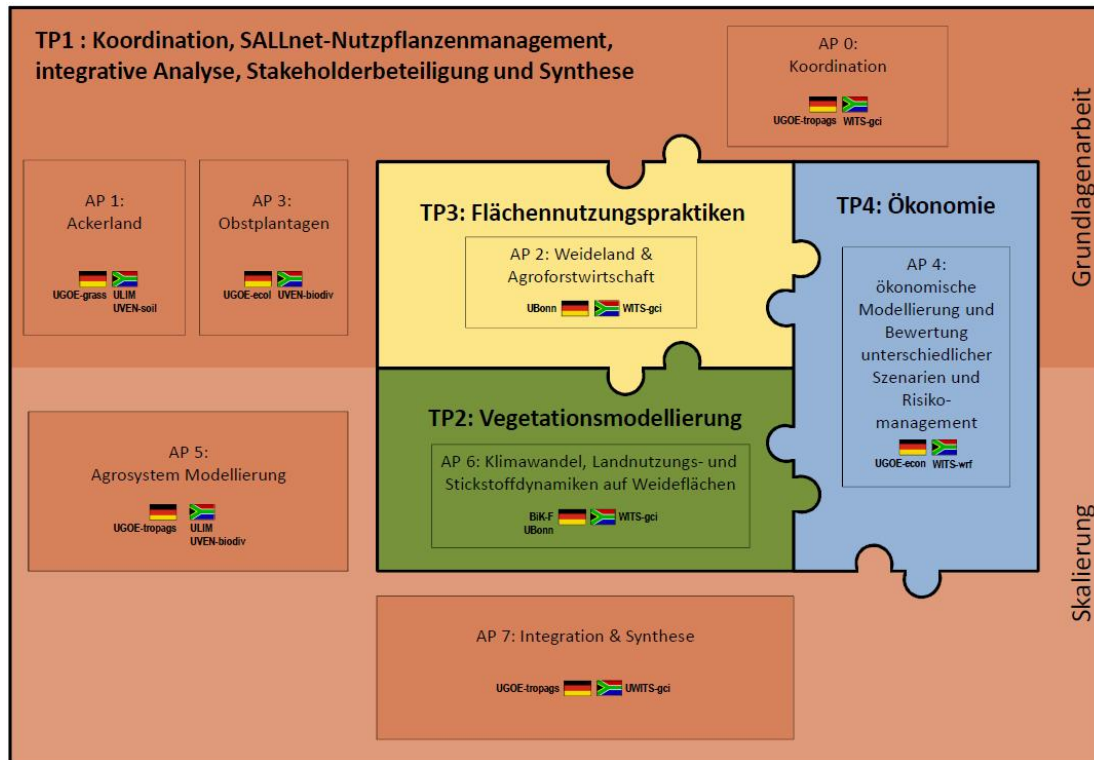 TP1 : Koordination, SALLnet-Nutzpflanzenmanagement,
integrative Analyse, Stakeholderbeteiligung und Synthese
AP 0:
Koordination
UGOE-tropags WITS-gci
Grundlagenarbeit
AP 1:
Ackerland
UGOE-grass ULIM
UVEN-soil
AP 3:
Obstplantagen
UGOE-ecol UVEN-biodiv
TP3: Flächennutzungspraktiken
AP 2: Weideland &
Agroforstwirtschaft
UBonn WITS-gci
TP4: Ökonomie
AP 4:
ökonomische
Modellierung und
Bewertung
unterschiedlicher
Szenarien und
Risiko-
management
UGOE-econ WITS-wrf
TP2: Vegetationsmodellierung
AP 6: Klimawandel, Landnutzungs- und
Stickstoffdynamiken auf Weideflächen
BiK-F WITS-gci
UBonn
AP 5:
Agrosystem Modellierung
UGOE-tropags ULIM
UVEN-biodiv
Skalierung
AP 7: Integration & Synthese
UGOE-tropags UWITS-gci